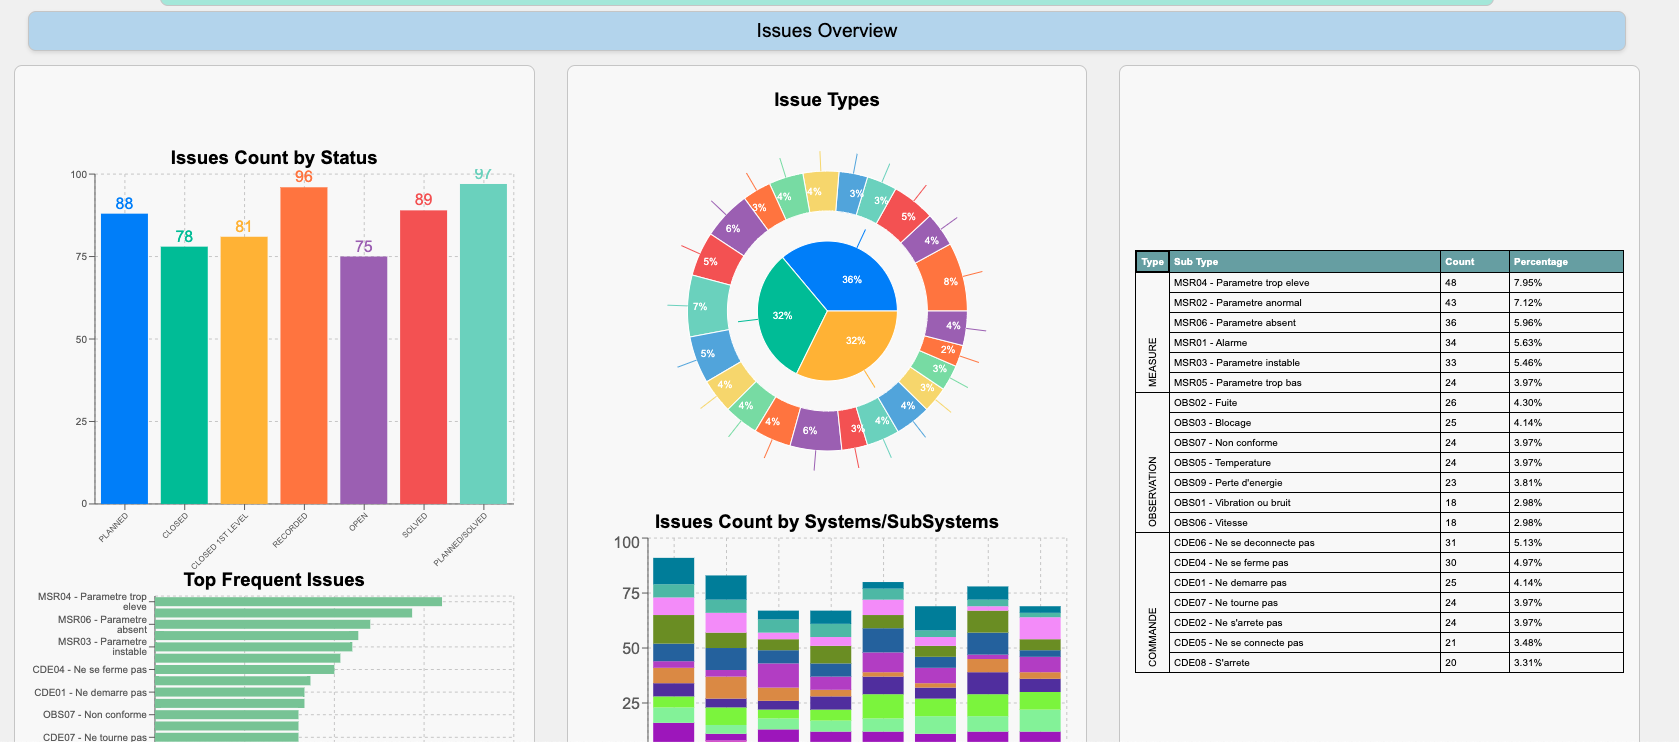 Issues Overview
Issues Count by Status
100
75
50
25
0
88
78
81
96
75
89
97
PLANNED
CLOSED
CLOSED 1ST LEVEL
RECORDED
OPEN
SOLVED
PLANNED/SOLVED
Top Frequent Issues
MSR04 - Parametre trop
eleve
MSR06 - Parametre
absent
MSR03 - Parametre
instable
CDE04 - Ne se ferme pas
CDE01 - Ne demarre pas
OBS07 - Non conforme
CDE07 - Ne tourne pas
Issue Types
36%
32%
32%
4%
3%
3%
5%
4%
8%
4%
2%
3%
3%
4%
4%
3%
6%
4%
4%
4%
5%
7%
5%
6%
3%
4%
Issues Count by Systems/SubSystems
100
75
50
25
Type Sub Type Count Percentage
MEASURE
MSR04 - Parametre trop eleve 48 7.95%
MSR02 - Parametre anormal 43 7.12%
MSR06 - Parametre absent 36 5.96%
MSR01 - Alarme 34 5.63%
MSR03 - Parametre instable 33 5.46%
MSR05 - Parametre trop bas 24 3.97%
OBSERVATION
OBS02 - Fuite 26 4.30%
OBS03 - Blocage 25 4.14%
OBS07 - Non conforme 24 3.97%
OBS05 - Temperature 24 3.97%
OBS09 - Perte d'energie 23 3.81%
OBS01 - Vibration ou bruit 18 2.98%
OBS06 - Vitesse 18 2.98%
COMMANDE
CDE06 - Ne se deconnecte pas 31 5.13%
CDE04 - Ne se ferme pas 30 4.97%
CDE01 - Ne demarre pas 25 4.14%
CDE07 - Ne tourne pas 24 3.97%
CDE02 - Ne s'arrete pas 24 3.97%
CDE05 - Ne se connecte pas 21 3.48%
CDE08 - S'arrete 20 3.31%